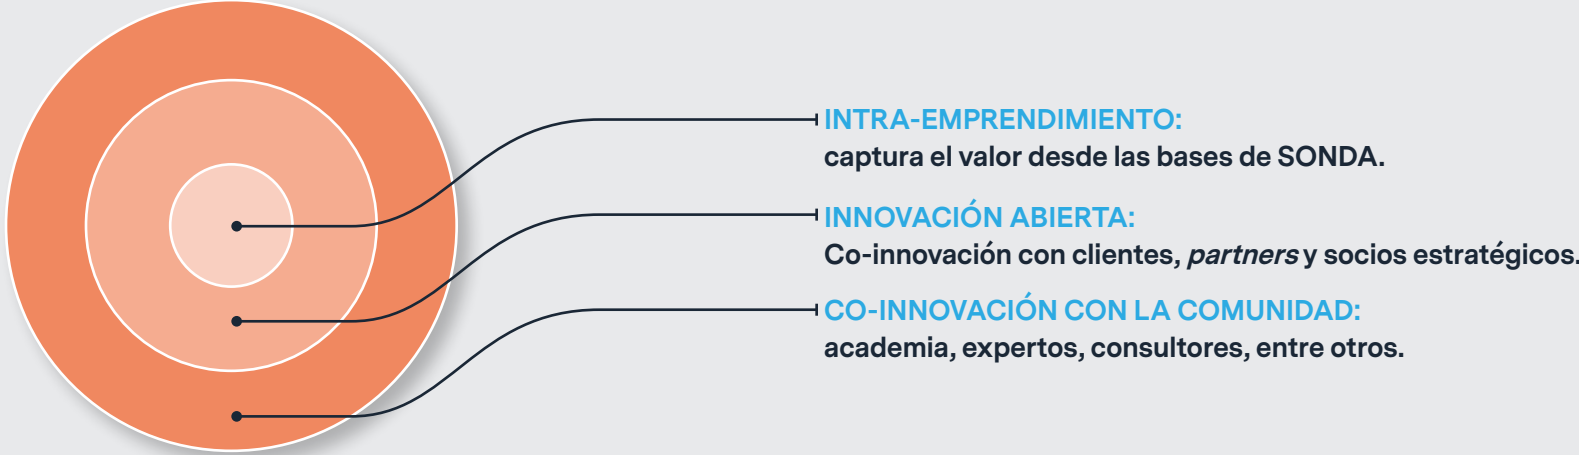 INTRA-EMPRENDIMIENTO:
captura el valor desde las bases de SONDA.
INNOVACIÓN ABIERTA:
Co-innovación con clientes, partners y socios estratégicos.
CO-INNOVACIÓN CON LA COMUNIDAD:
academia, expertos, consultores, entre otros.